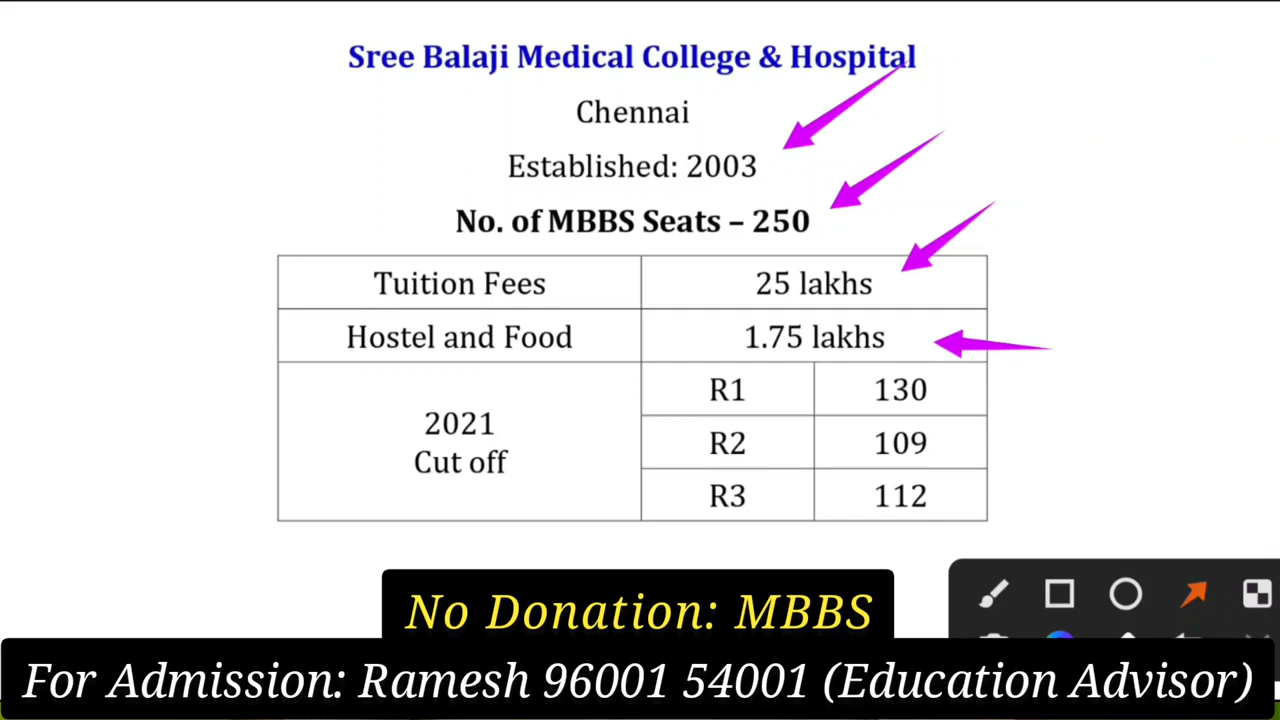 Sree Balaji Medical College & Hospital
Chennai
Established: 2003
No. of MBBS Seats – 250
Tuition Fees 25 lakhs
Hostel and Food 1.75 lakhs
2021
Cut off
R1 130
R2 109
R3 112
No Donation: MBBS
For Admission: Ramesh 96001 54001 (Education Advisor)